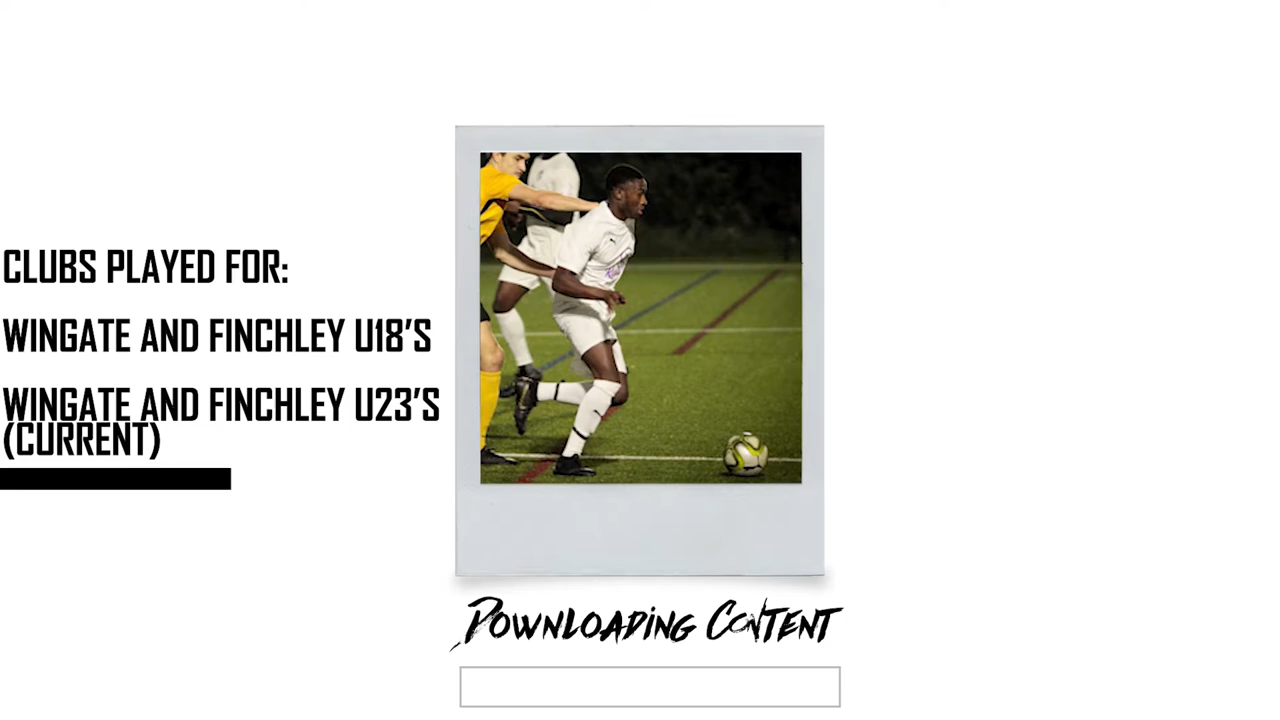 CLUBS PLAYED FOR:
WINGATE AND FINCHLEY U18'S
WINGATE AND FINCHLEY U23'S
(CURRENT)
DOWNLOADING CONTENT